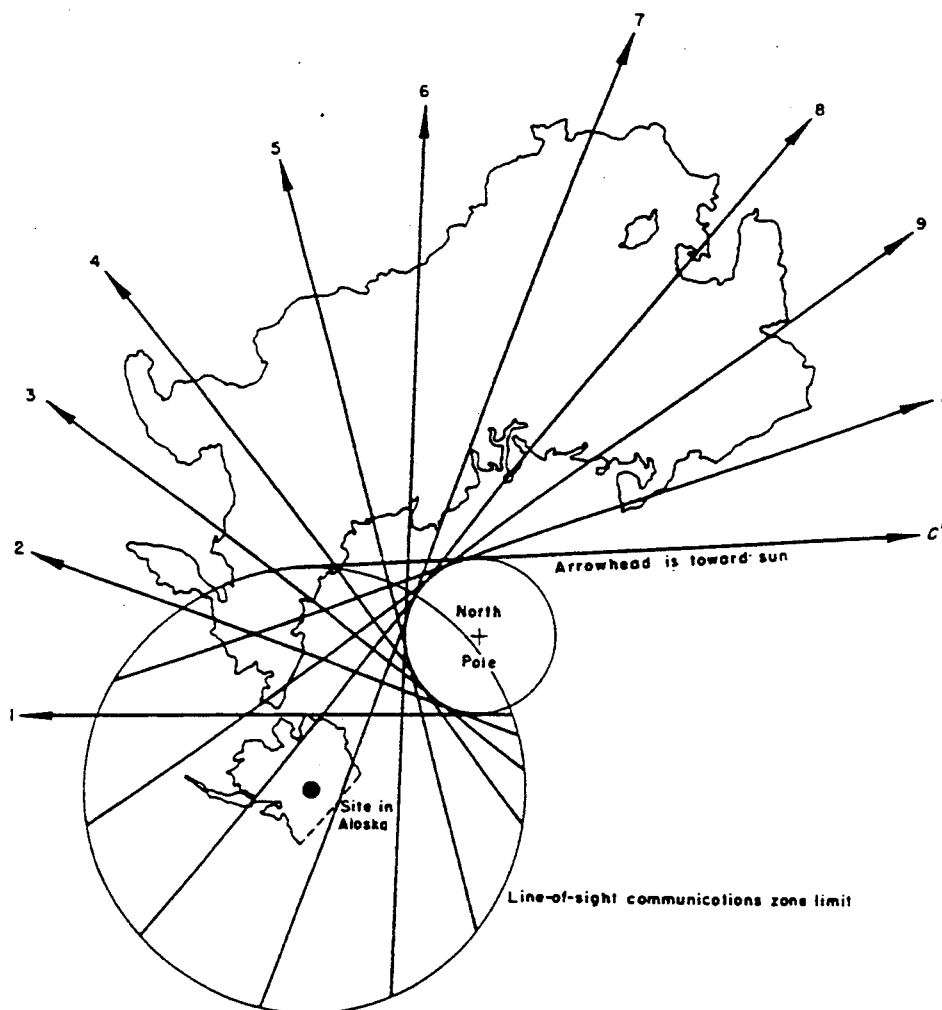 7
6
8
5
9
4
3
C'
2
Arrowhead is toward sun
North
Pole
1
Site in
Alaska
Line-of-sight communications zone limit